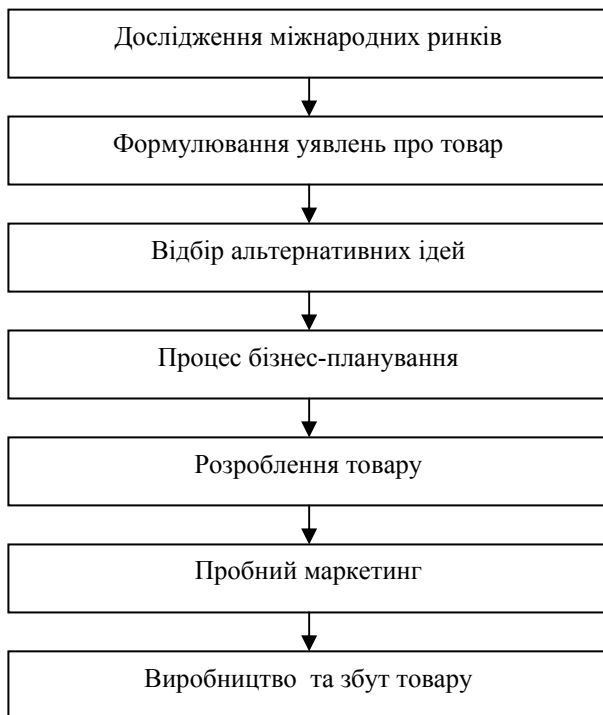 Дослідження міжнародних ринків
Формулювання уявлень про товар
Відбір альтернативних ідей
Процес бізнес-планування
Розроблення товару
Пробний маркетинг
Виробництво та збут товару